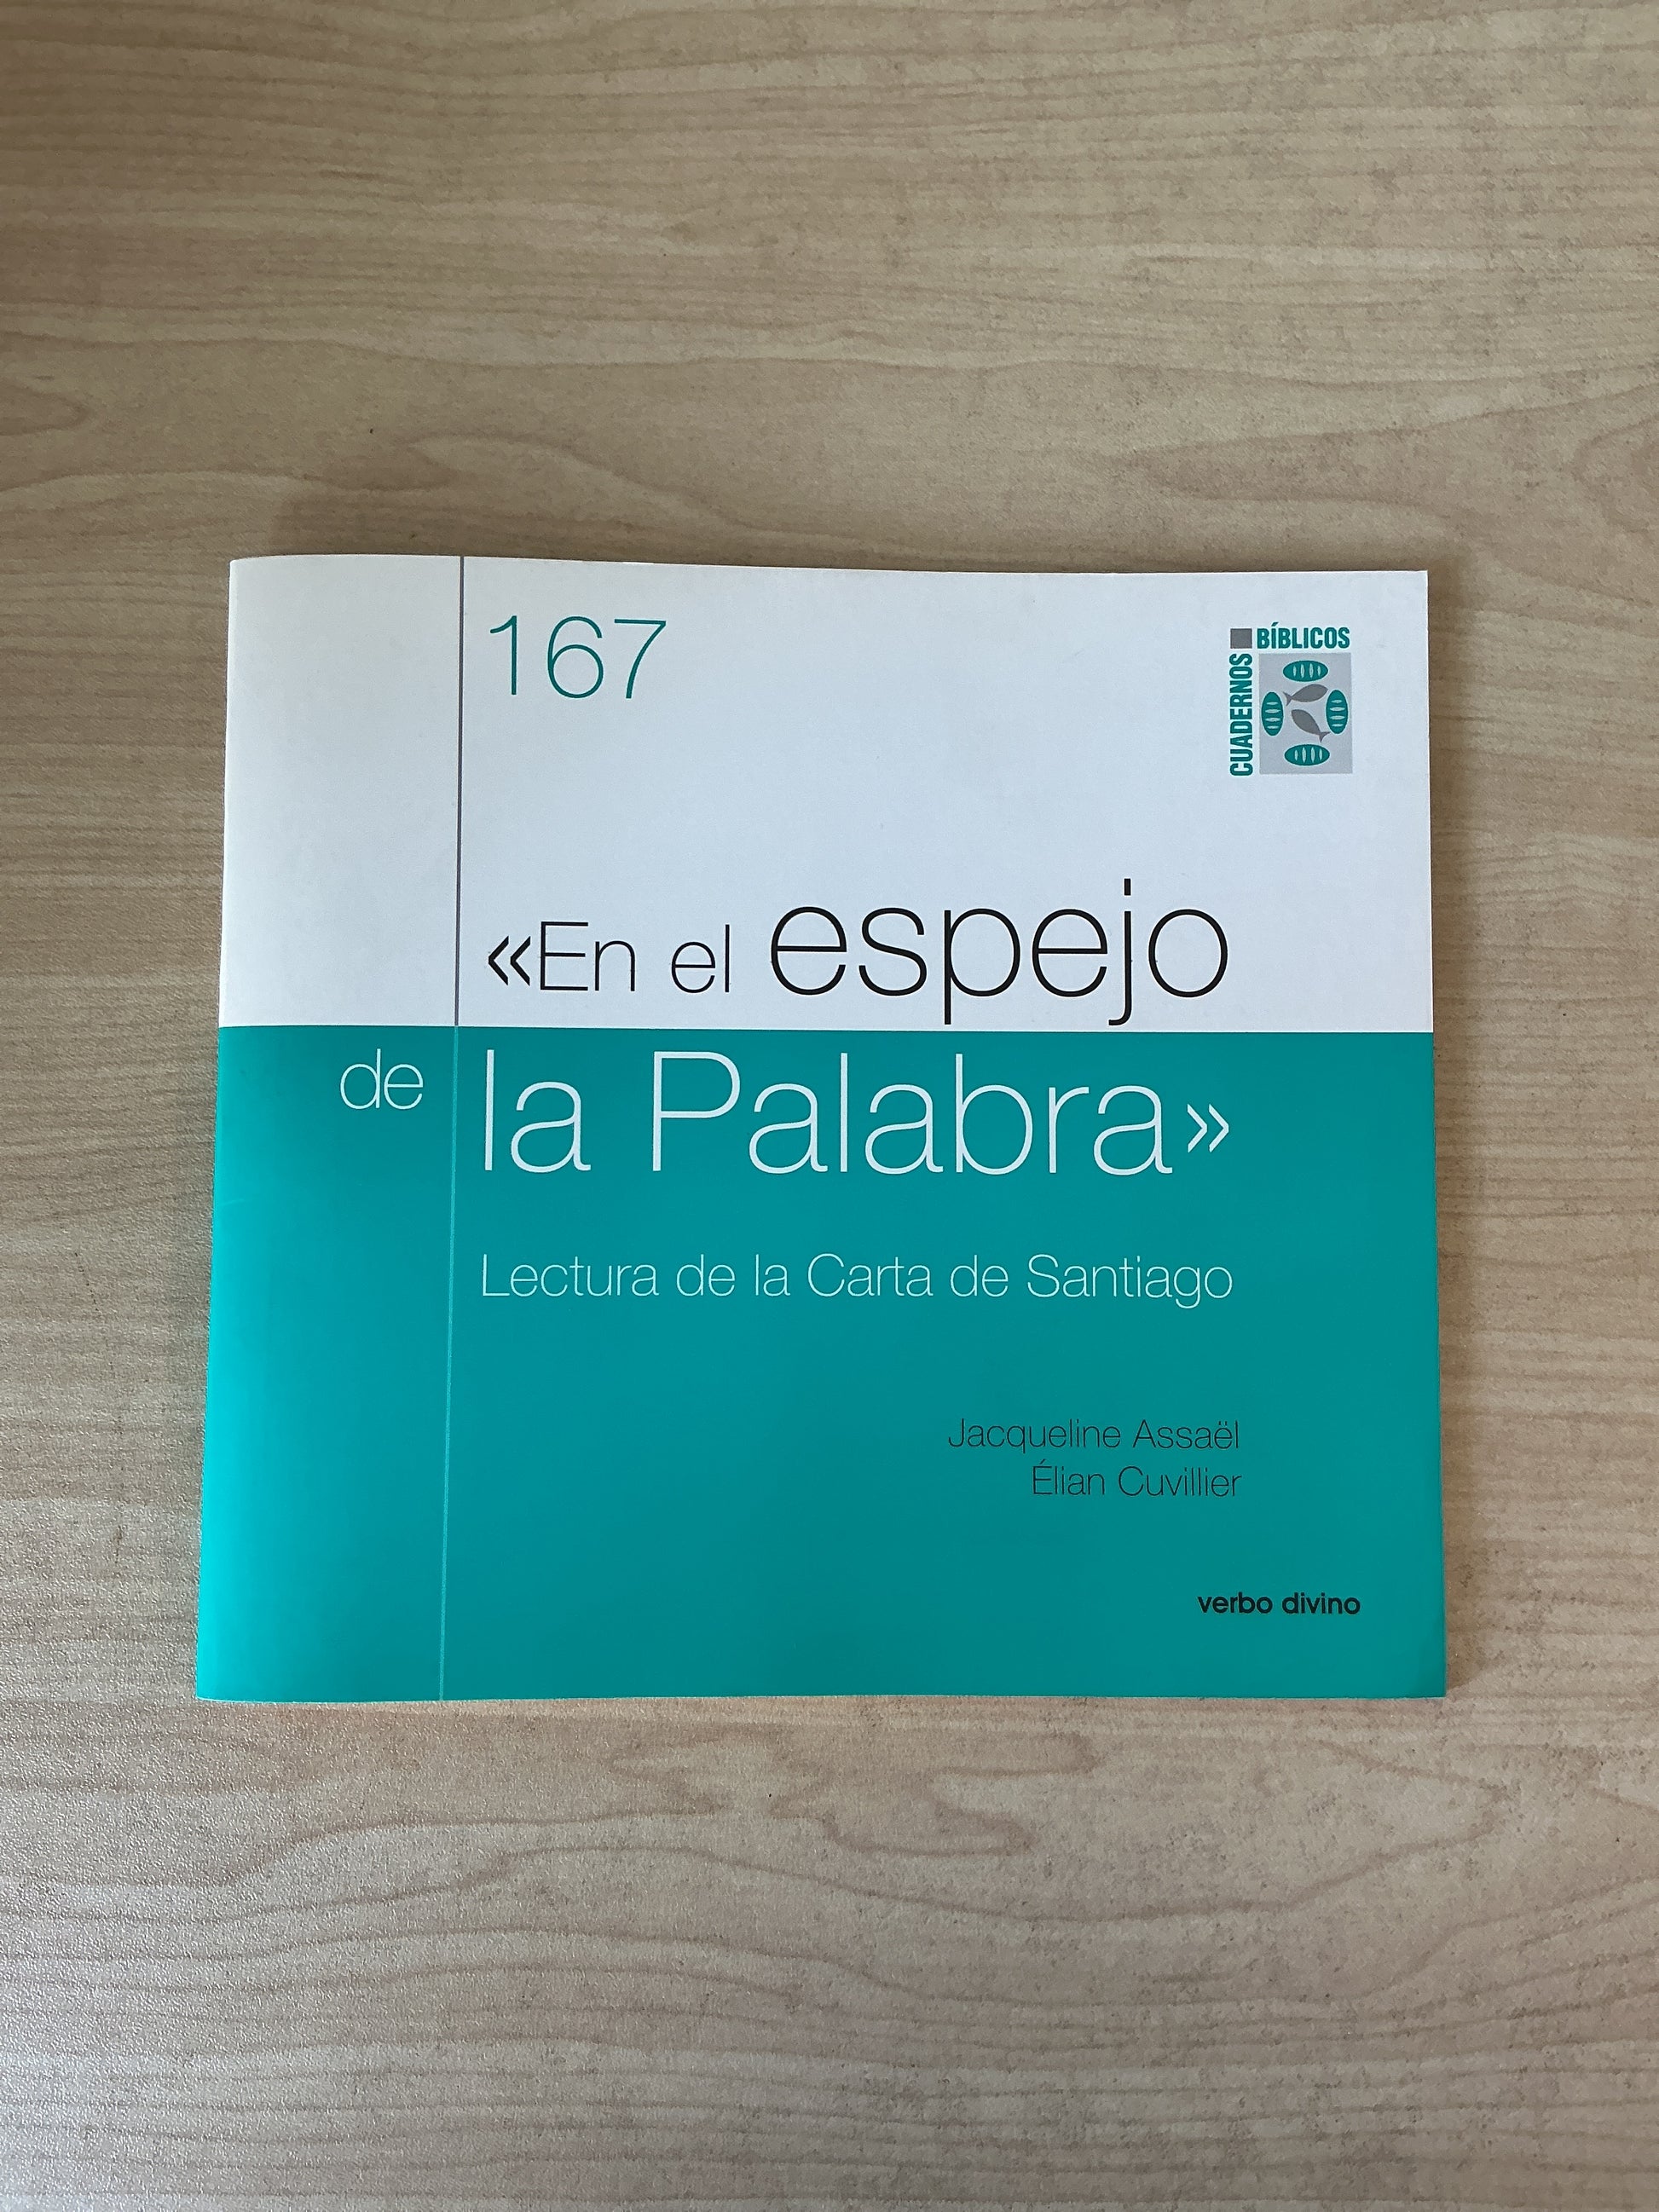 167
CUADERNOS
BÍBLICOS
«En el espejo
de la Palabra»
Lectura de la Carta de Santiago
Jacqueline Assaël
Élian Cuvillier
verbo divino